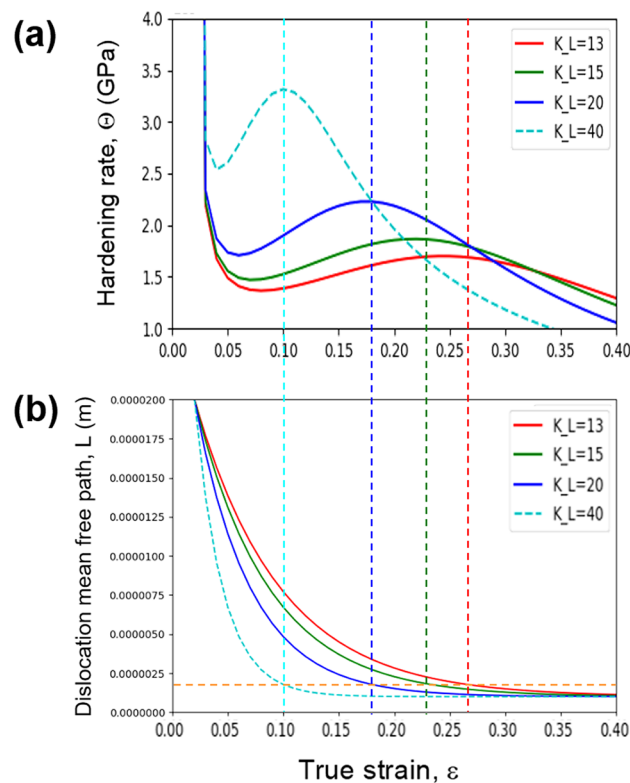 (a)
Hardening rate, Θ (GPa)
4.0
3.5
3.0
2.5
2.0
1.5
1.0
K_L=13
K_L=15
K_L=20
K_L=40
0.00 0.05 0.10 0.15 0.20 0.25 0.30 0.35 0.40
(b)
Dislocation mean free path, L (m)
0.0000200
0.0000175
0.0000150
0.0000125
0.0000100
0.0000075
0.0000050
0.0000025
0.0000000
K_L=13
K_L=15
K_L=20
K_L=40
0.00 0.05 0.10 0.15 0.20 0.25 0.30 0.35 0.40
True strain, ε